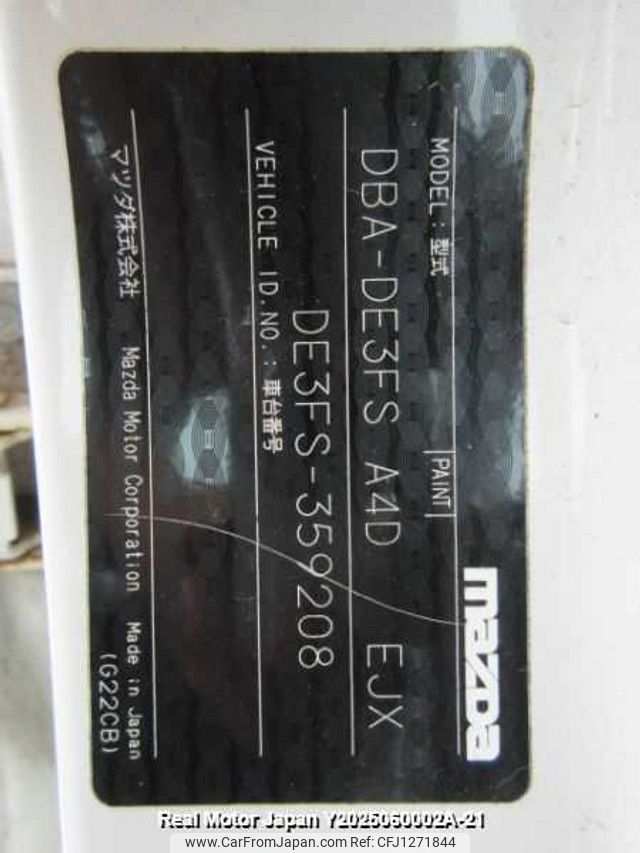 mazda
MODEL：型式 PAINT
DBA-DE3FS A4D EJX
VEHICLE ID.NO.：車台番号
DE3FS-359208
マツダ株式会社 Mazda Motor Corporation Made in Japan
(G22CB)
Real Motor Japan Y2025060002A-21
www.CarFromJapan.com CFJ1271844